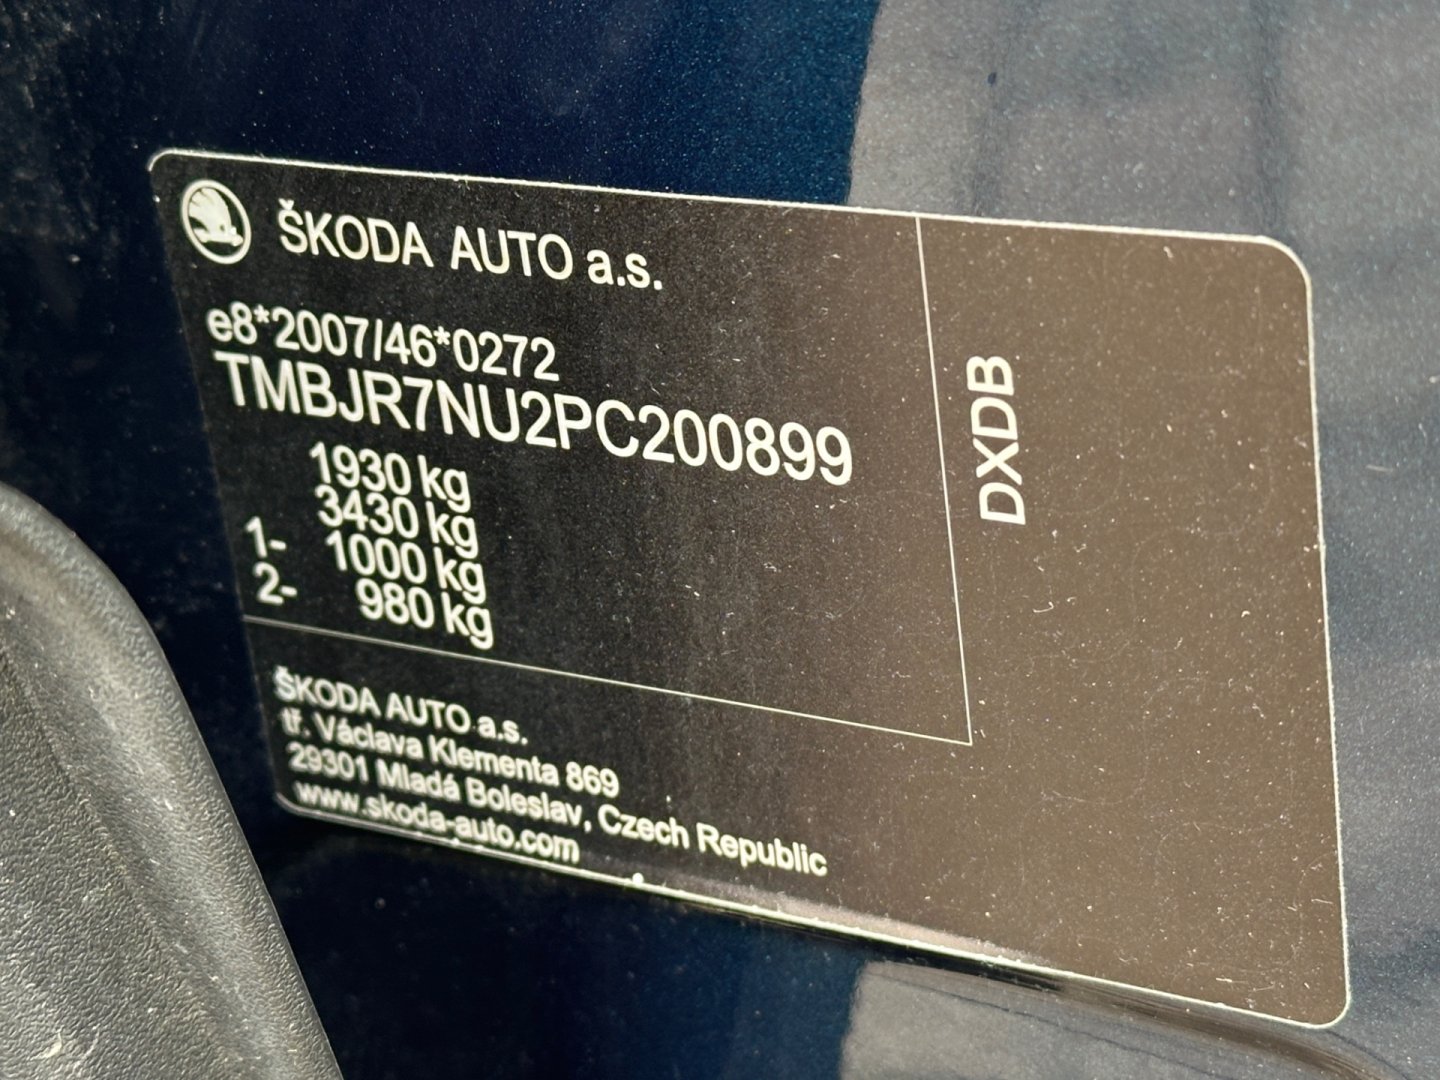 ŠKODA AUTO a.s.
e8*2007/46*0272
TMBJR7NU2PC200899
1930 kg
3430 kg
1- 1000 kg
2- 980 kg
DXDB
ŠKODA AUTO a.s.
tř. Václava Klementa 869
29301 Mladá Boleslav, Czech Republic
www.skoda-auto.com